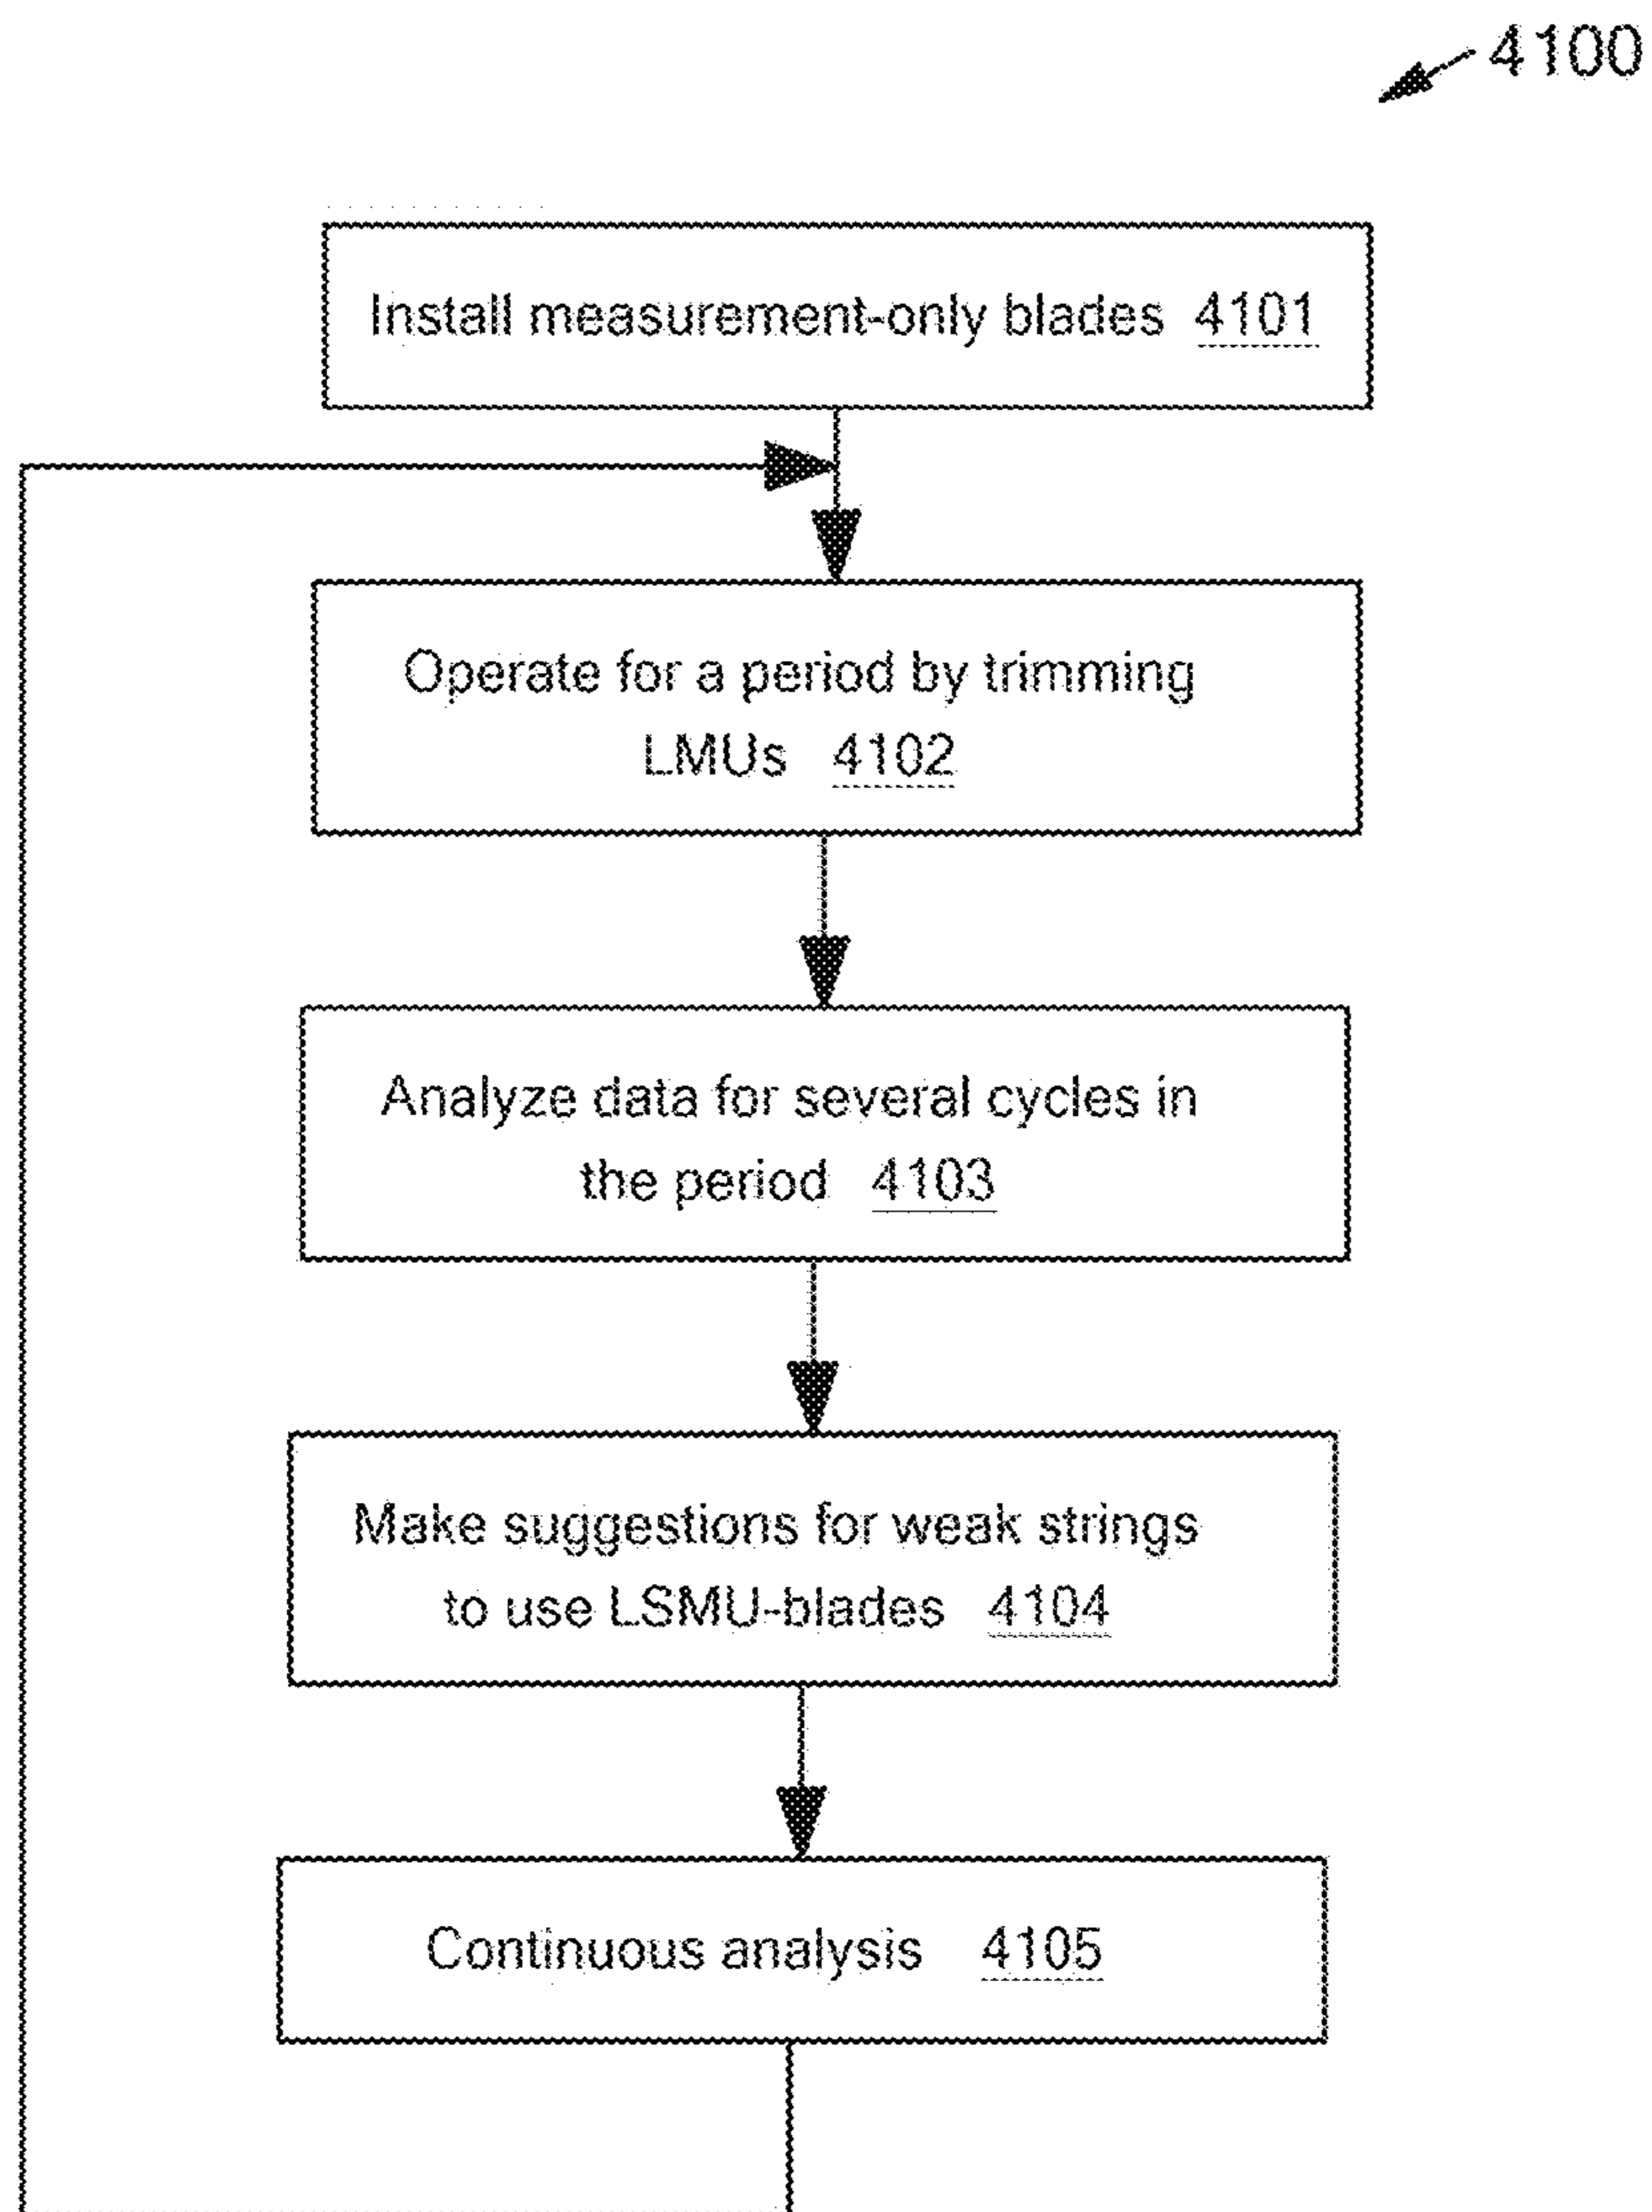 4100
Install measurement-only blades 4101
Operate for a period by trimming
LMUs 4102
Analyze data for several cycles in
the period 4103
Make suggestions for weak strings
to use LSMU-blades 4104
Continuous analysis 4105